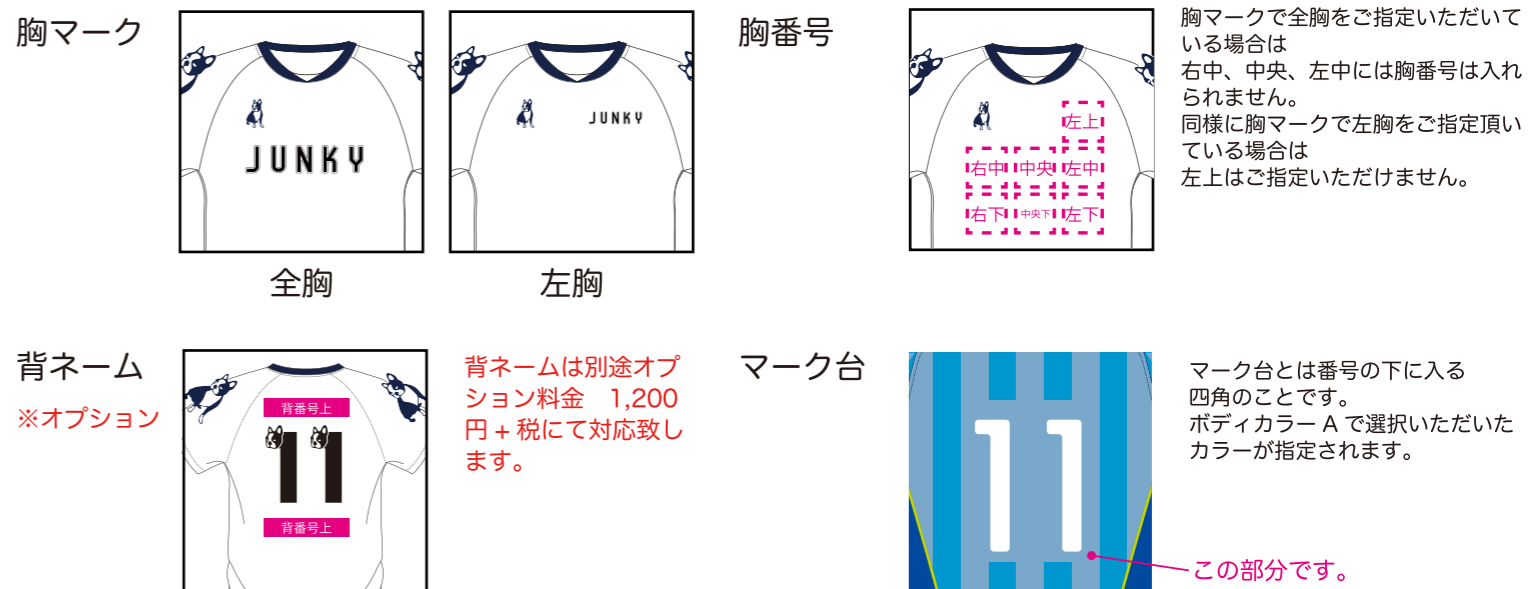 胸マーク
JUNKY
全胸
JUNKY
左胸
胸番号
左上
右中 中央 左中
右下 中央下 左下
胸マークで全胸をご指定いただいて
いる場合は
右中、中央、左中には胸番号は入れ
られません。
同様に胸マークで左胸をご指定頂い
ている場合は
左上はご指定いただけません。
背ネーム
※オプション
背番号上
11
背番号上
背ネームは別途オプ
ション料金　1,200
円 + 税にて対応致し
ます。
マーク台
11
マーク台とは番号の下に入る
四角のことです。
ボディカラー A で選択いただいた
カラーが指定されます。
この部分です。